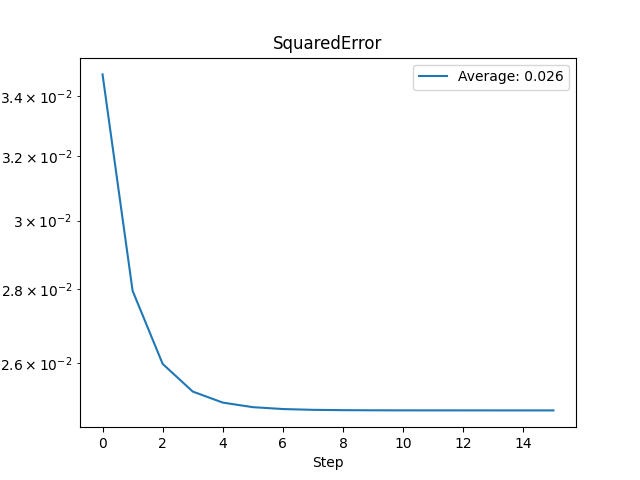 SquaredError
Average: 0.026
3.4 × 10⁻²
3.2 × 10⁻²
3 × 10⁻²
2.8 × 10⁻²
2.6 × 10⁻²
0 2 4 6 8 10 12 14
Step